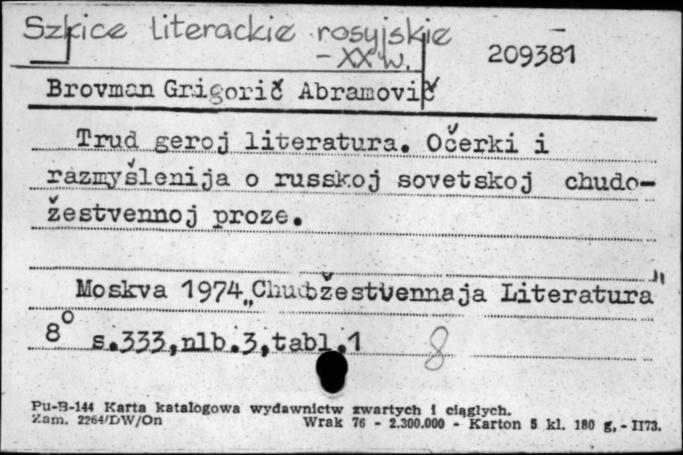 Szkice literackie rosyjskie
- XX w.
209381
Brovman Grigorič Abramovič
Trud geroj literatura. Očerki i
razmyšlenija o russkoj sovetskoj chudo-
žestvennoj proze.
Moskva 1974 „Chudožestvennaja Literatura"
8° s.333,nlb.3,tabl.1 8
Pu-B-144 Karta katalogowa wydawnictw zwartych i ciągłych.
Zam. 2264/DW/On Wrak 76 - 2.300.000 - Karton 5 kl. 180 g, - II73.